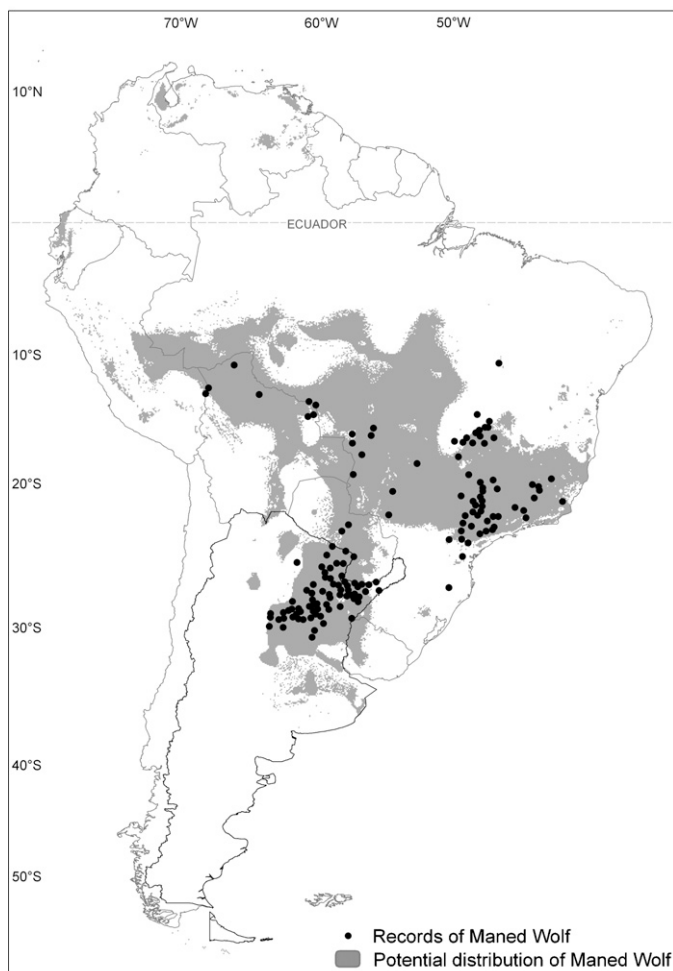 70°W 60°W 50°W
10°N
ECUADOR
10°S
20°S
30°S
40°S
50°S
Records of Maned Wolf
Potential distribution of Maned Wolf